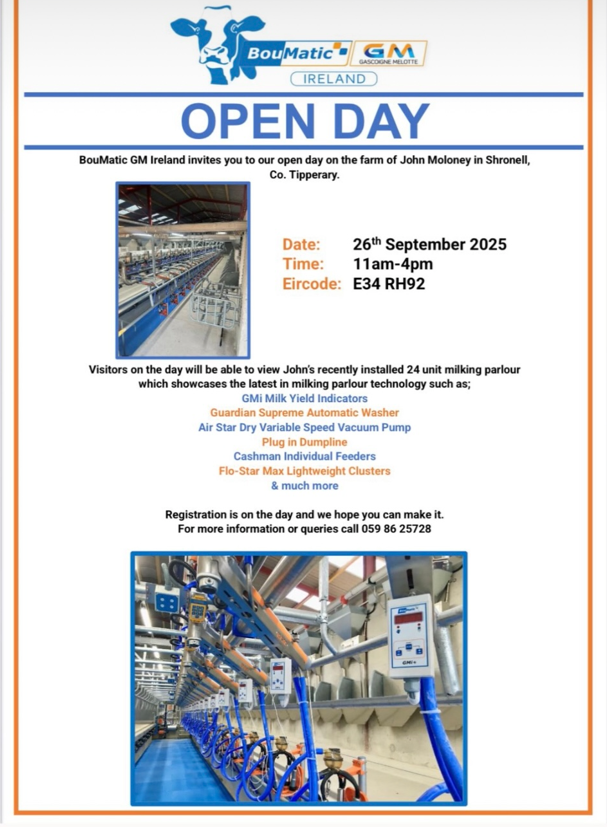 BouMatic GM
GASCOIGNE MELOTTE
IRELAND
OPEN DAY
BouMatic GM Ireland invites you to our open day on the farm of John Moloney in Shronell,
Co. Tipperary.
Date: 26th September 2025
Time: 11am-4pm
Eircode: E34 RH92
Visitors on the day will be able to view John's recently installed 24 unit milking parlour
which showcases the latest in milking parlour technology such as;
GMi Milk Yield Indicators
Guardian Supreme Automatic Washer
Air Star Dry Variable Speed Vacuum Pump
Plug in Dumpline
Cashman Individual Feeders
Flo-Star Max Lightweight Clusters
& much more
Registration is on the day and we hope you can make it.
For more information or queries call 059 86 25728
BouMatic